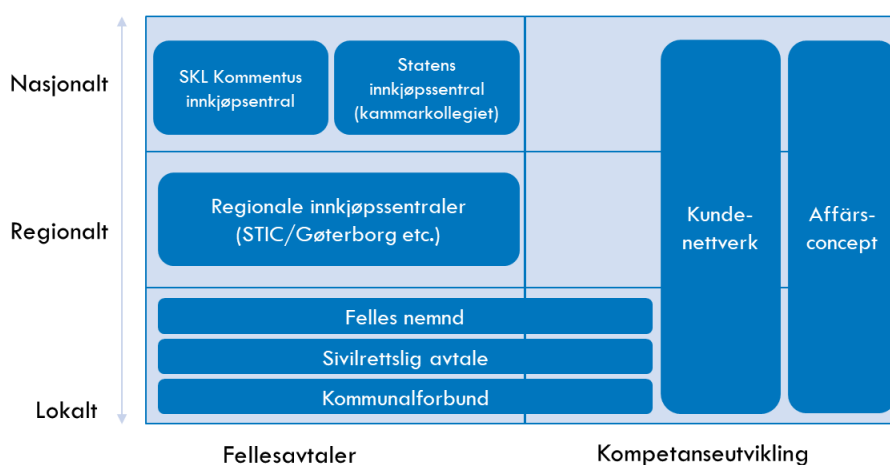 Nasjonalt
SKL Kommentus
innkjøpsentral
Statens
innkjøpssentral
(kammarkollegiet)
Regionalt
Regionale innkjøpssentraler
(STIC/Gøterborg etc.)
Kunde-
nettverk
Affärs-
concept
Felles nemnd
Sivilrettslig avtale
Kommunalforbund
Lokalt
Fellesavtaler
Kompetanseutvikling